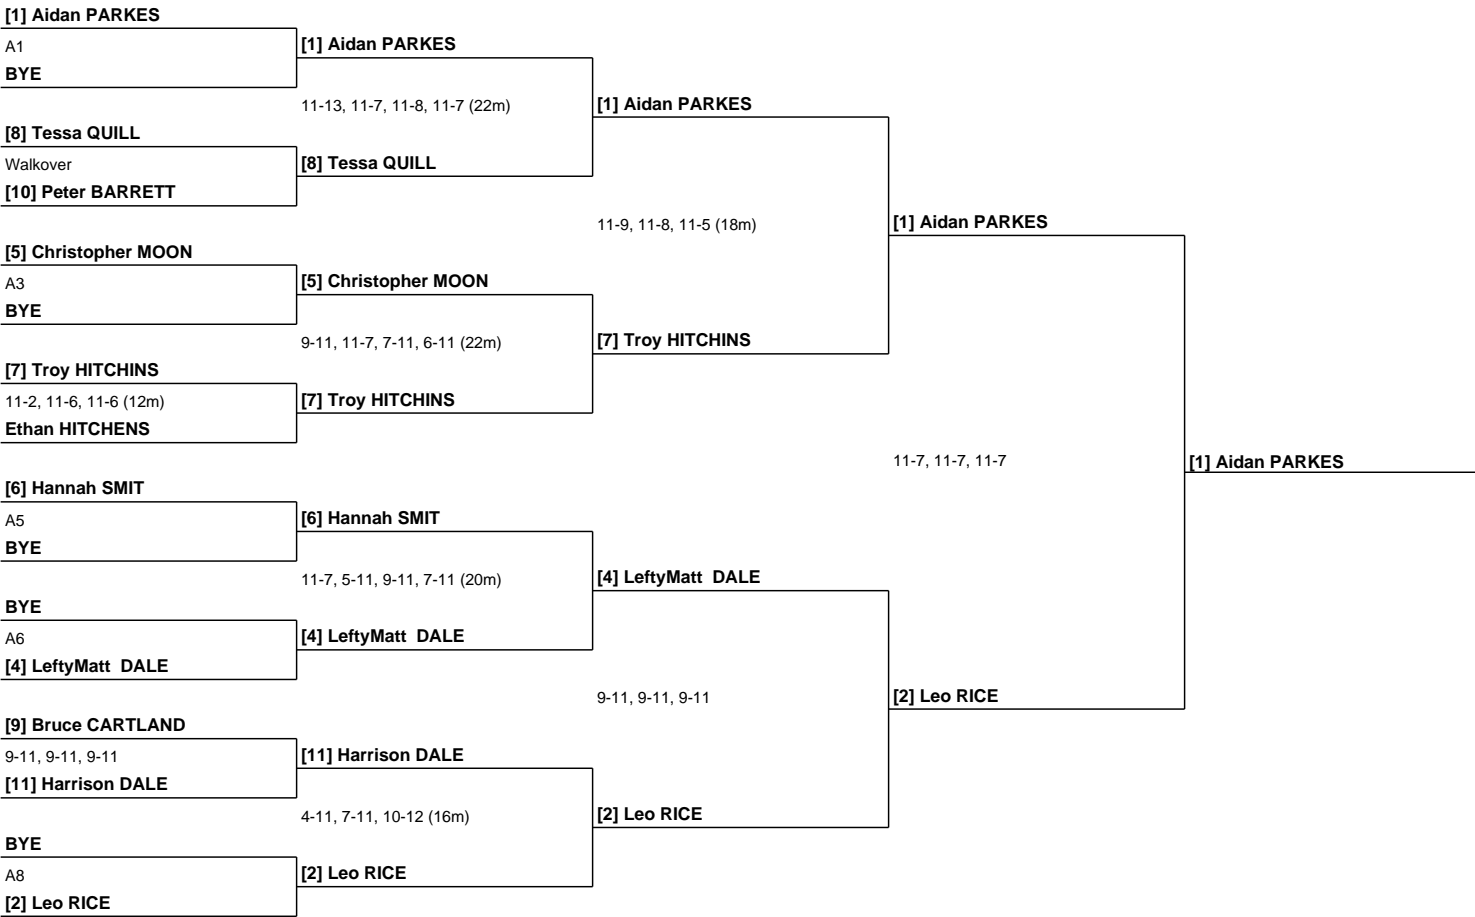 [1] Aidan PARKES
A1
BYE
[8] Tessa QUILL
Walkover
[10] Peter BARRETT
[5] Christopher MOON
A3
BYE
[7] Troy HITCHINS
11-2, 11-6, 11-6 (12m)
Ethan HITCHENS
[6] Hannah SMIT
A5
BYE
BYE
A6
[4] LeftyMatt  DALE
[9] Bruce CARTLAND
9-11, 9-11, 9-11
[11] Harrison DALE
BYE
A8
[2] Leo RICE
[1] Aidan PARKES
11-13, 11-7, 11-8, 11-7 (22m)
[8] Tessa QUILL
[5] Christopher MOON
9-11, 11-7, 7-11, 6-11 (22m)
[7] Troy HITCHINS
[6] Hannah SMIT
11-7, 5-11, 9-11, 7-11 (20m)
[4] LeftyMatt  DALE
[11] Harrison DALE
4-11, 7-11, 10-12 (16m)
[2] Leo RICE
[1] Aidan PARKES
11-9, 11-8, 11-5 (18m)
[7] Troy HITCHINS
[4] LeftyMatt  DALE
9-11, 9-11, 9-11
[2] Leo RICE
[1] Aidan PARKES
11-7, 11-7, 11-7
[2] Leo RICE
[1] Aidan PARKES